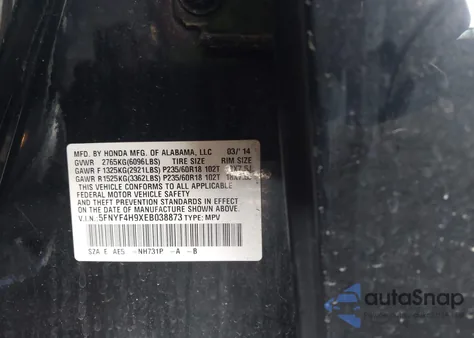 MFD. BY HONDA MFG. OF ALABAMA, LLC 03/'14
GVWR 2765KG(6096LBS) TIRE SIZE RIM SIZE
GAWR F 1325KG(2921LBS) P235/60R18 102T
GAWR R 1525KG(3362LBS) P235/60R18 102T
THIS VEHICLE CONFORMS TO ALL APPLICABLE
FEDERAL MOTOR VEHICLE SAFETY
AND THEFT PREVENTION STANDARDS IN EFFECT
ON THE DATE OF MANUFACTURE SHOWN ABOVE.
V.I.N.: 5FNYF4H9XEB038873 TYPE: MPV
SZA E AE5 -NH731P -A -B
autoSnap
POWERED BY